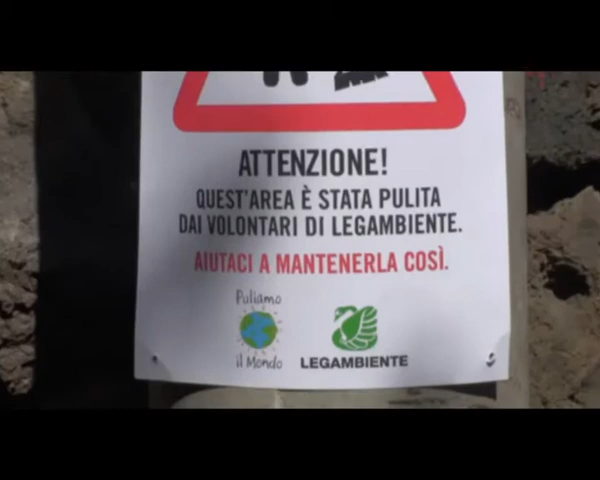 ATTENZIONE!
QUEST'AREA È STATA PULITA
DAI VOLONTARI DI LEGAMBIENTE.
AIUTACI A MANTENERLA COSÌ.
Puliamo
il Mondo
LEGAMBIENTE